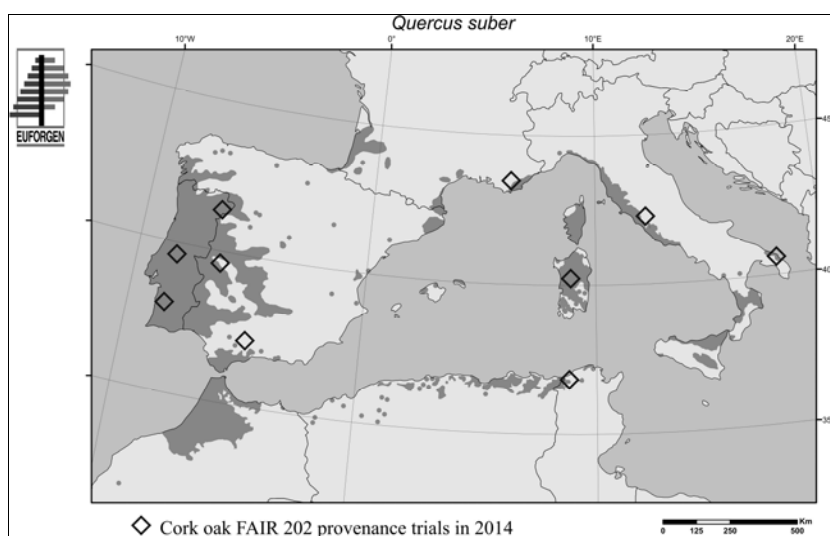 Quercus suber
10°W 0° 10°E 20°E
EUFORGEN
45
40
35
Km
0 125 250 500
Cork oak FAIR 202 provenance trials in 2014